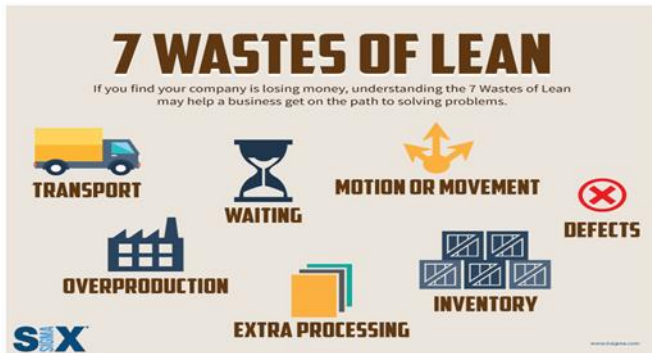 7 WASTES OF LEAN
If you find your company is losing money, understanding the 7 Wastes of Lean
may help a business get on the path to solving problems.
TRANSPORT
WAITING
MOTION OR MOVEMENT
DEFECTS
OVERPRODUCTION
EXTRA PROCESSING
INVENTORY
SIX
SIGMA